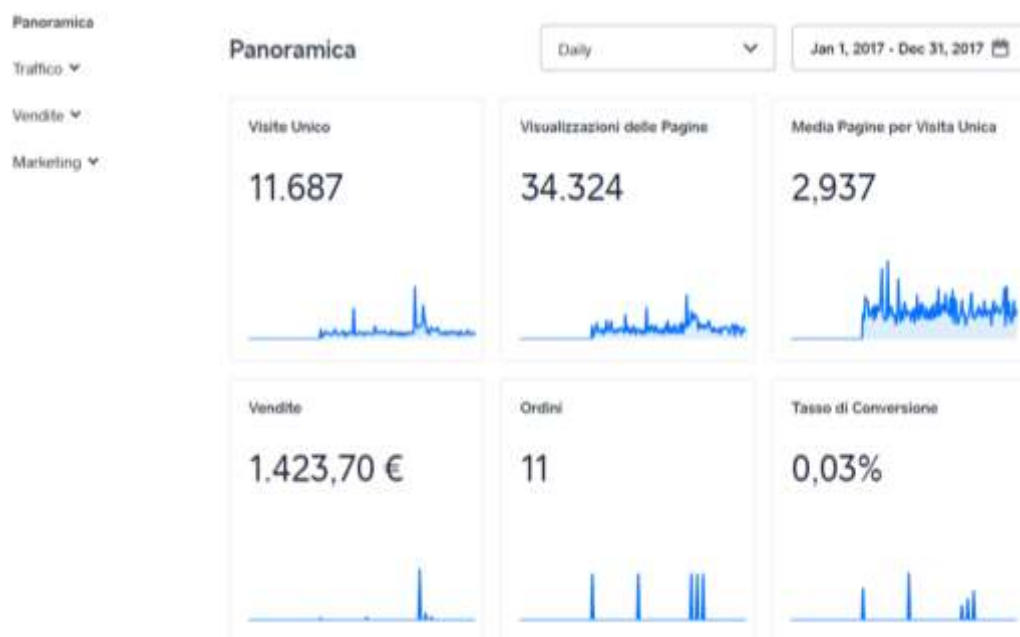 Panoramica
Traffico
Vendite
Marketing
Panoramica
Daily
Jan 1, 2017 - Dec 31, 2017
Visite Unico
11.687
Visualizzazioni delle Pagine
34.324
Media Pagine per Visita Unica
2,937
Vendite
1.423,70 €
Ordini
11
Tasso di Conversione
0,03%